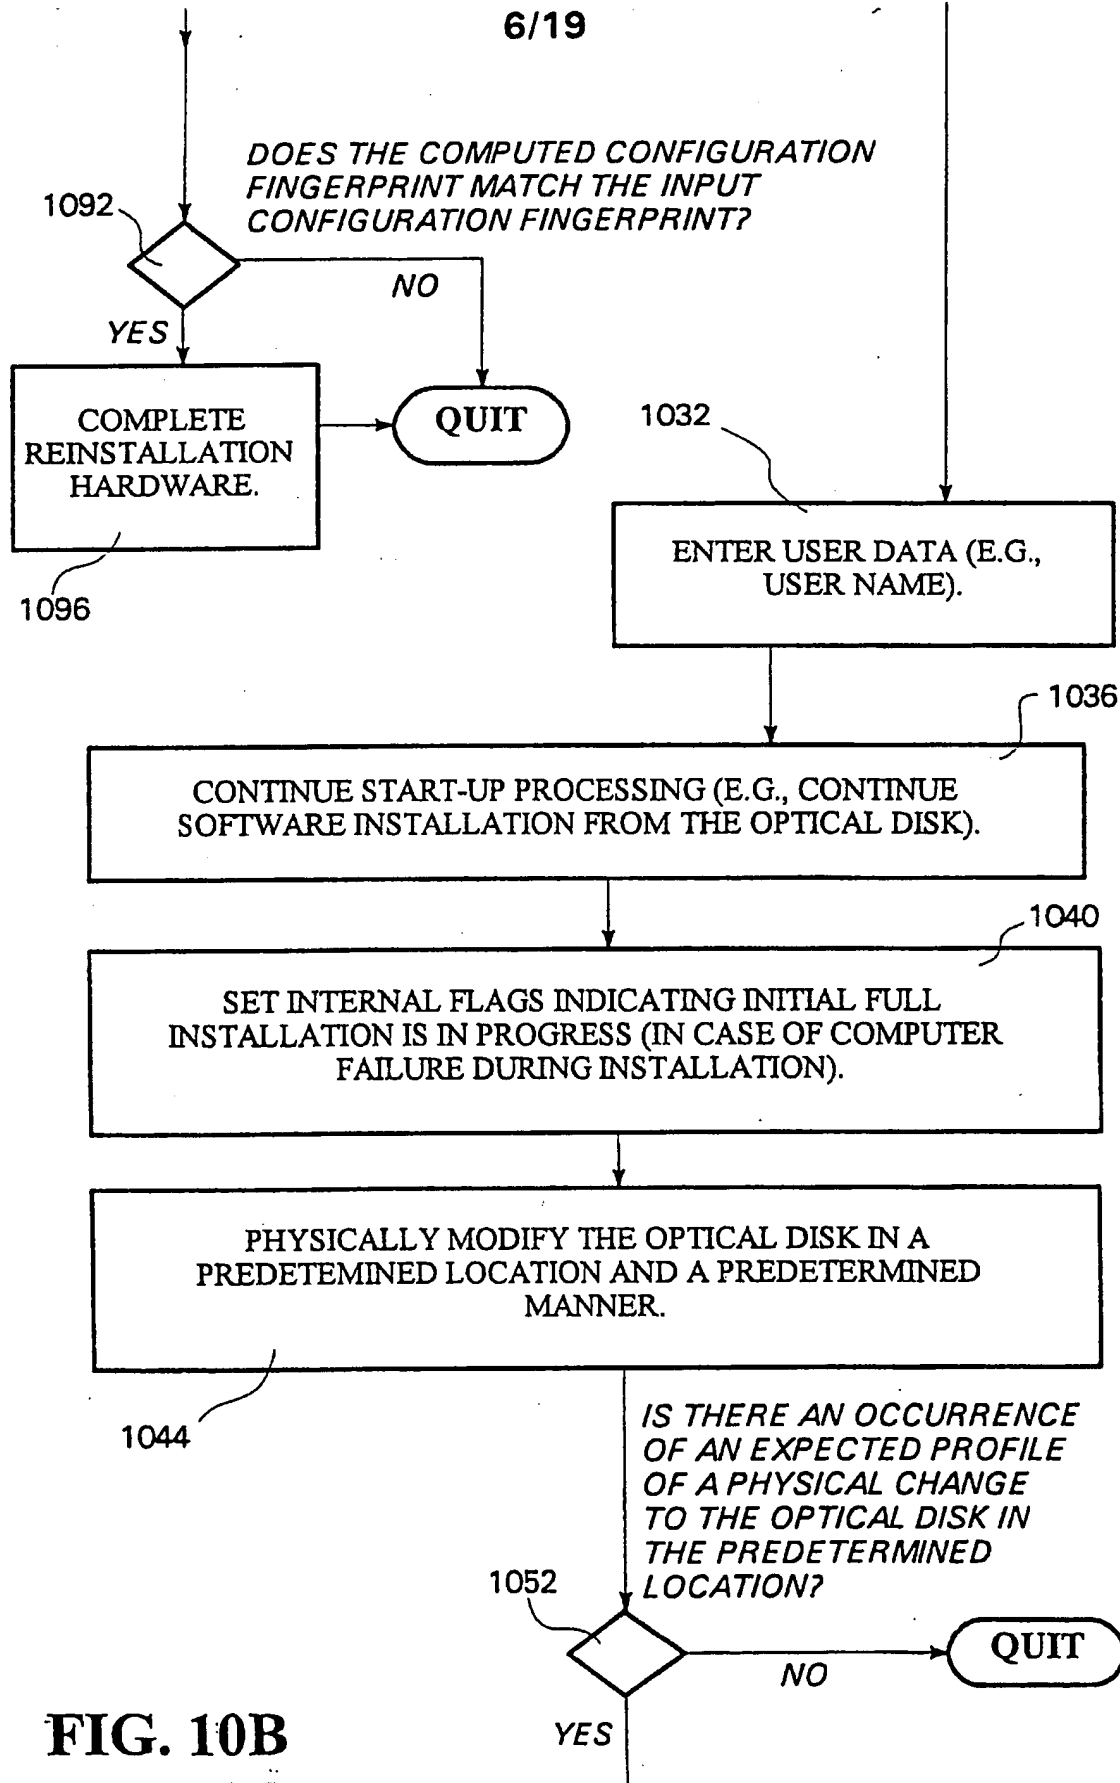 6/19
DOES THE COMPUTED CONFIGURATION
FINGERPRINT MATCH THE INPUT
CONFIGURATION FINGERPRINT?
1092
NO
YES
COMPLETE
REINSTALLATION
HARDWARE.
QUIT
1096
1032
ENTER USER DATA (E.G.,
USER NAME).
1036
CONTINUE START-UP PROCESSING (E.G., CONTINUE
SOFTWARE INSTALLATION FROM THE OPTICAL DISK).
1040
SET INTERNAL FLAGS INDICATING INITIAL FULL
INSTALLATION IS IN PROGRESS (IN CASE OF COMPUTER
FAILURE DURING INSTALLATION).
PHYSICALLY MODIFY THE OPTICAL DISK IN A
PREDETEMINED LOCATION AND A PREDETERMINED
MANNER.
1044
IS THERE AN OCCURRENCE
OF AN EXPECTED PROFILE
OF A PHYSICAL CHANGE
TO THE OPTICAL DISK IN
THE PREDETERMINED
LOCATION?
1052
NO
QUIT
YES
FIG. 10B